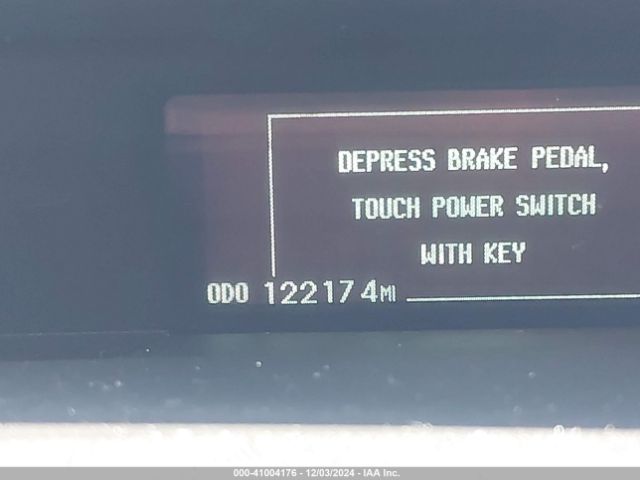 DEPRESS BRAKE PEDAL,
TOUCH POWER SWITCH
WITH KEY
ODO 122174MI
000-41004176 - 12/03/2024 - IAA Inc.